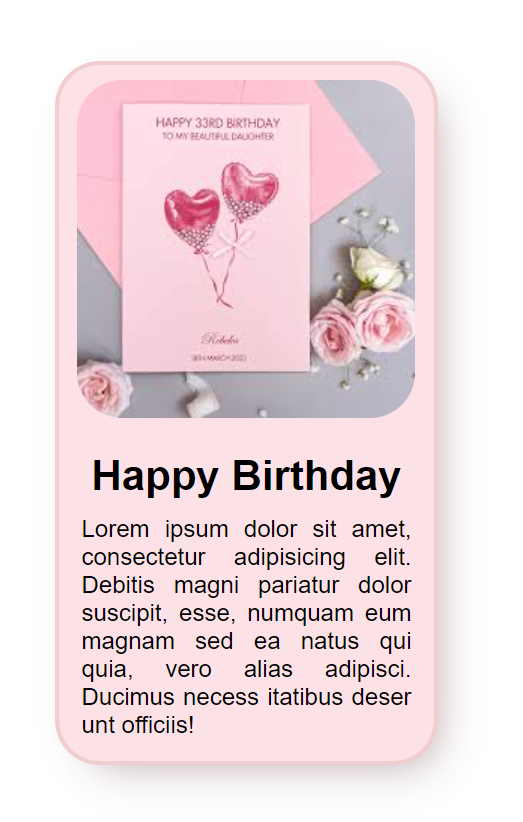 HAPPY 33RD BIRTHDAY
TO MY BEAUTIFUL DAUGHTER
Rebeka
18TH MARCH 2020
Happy Birthday
Lorem ipsum dolor sit amet,
consectetur adipisicing elit.
Debitis magni pariatur dolor
suscipit, esse, numquam eum
magnam sed ea natus qui
quia, vero alias adipisci.
Ducimus necess itatibus deser
unt officiis!